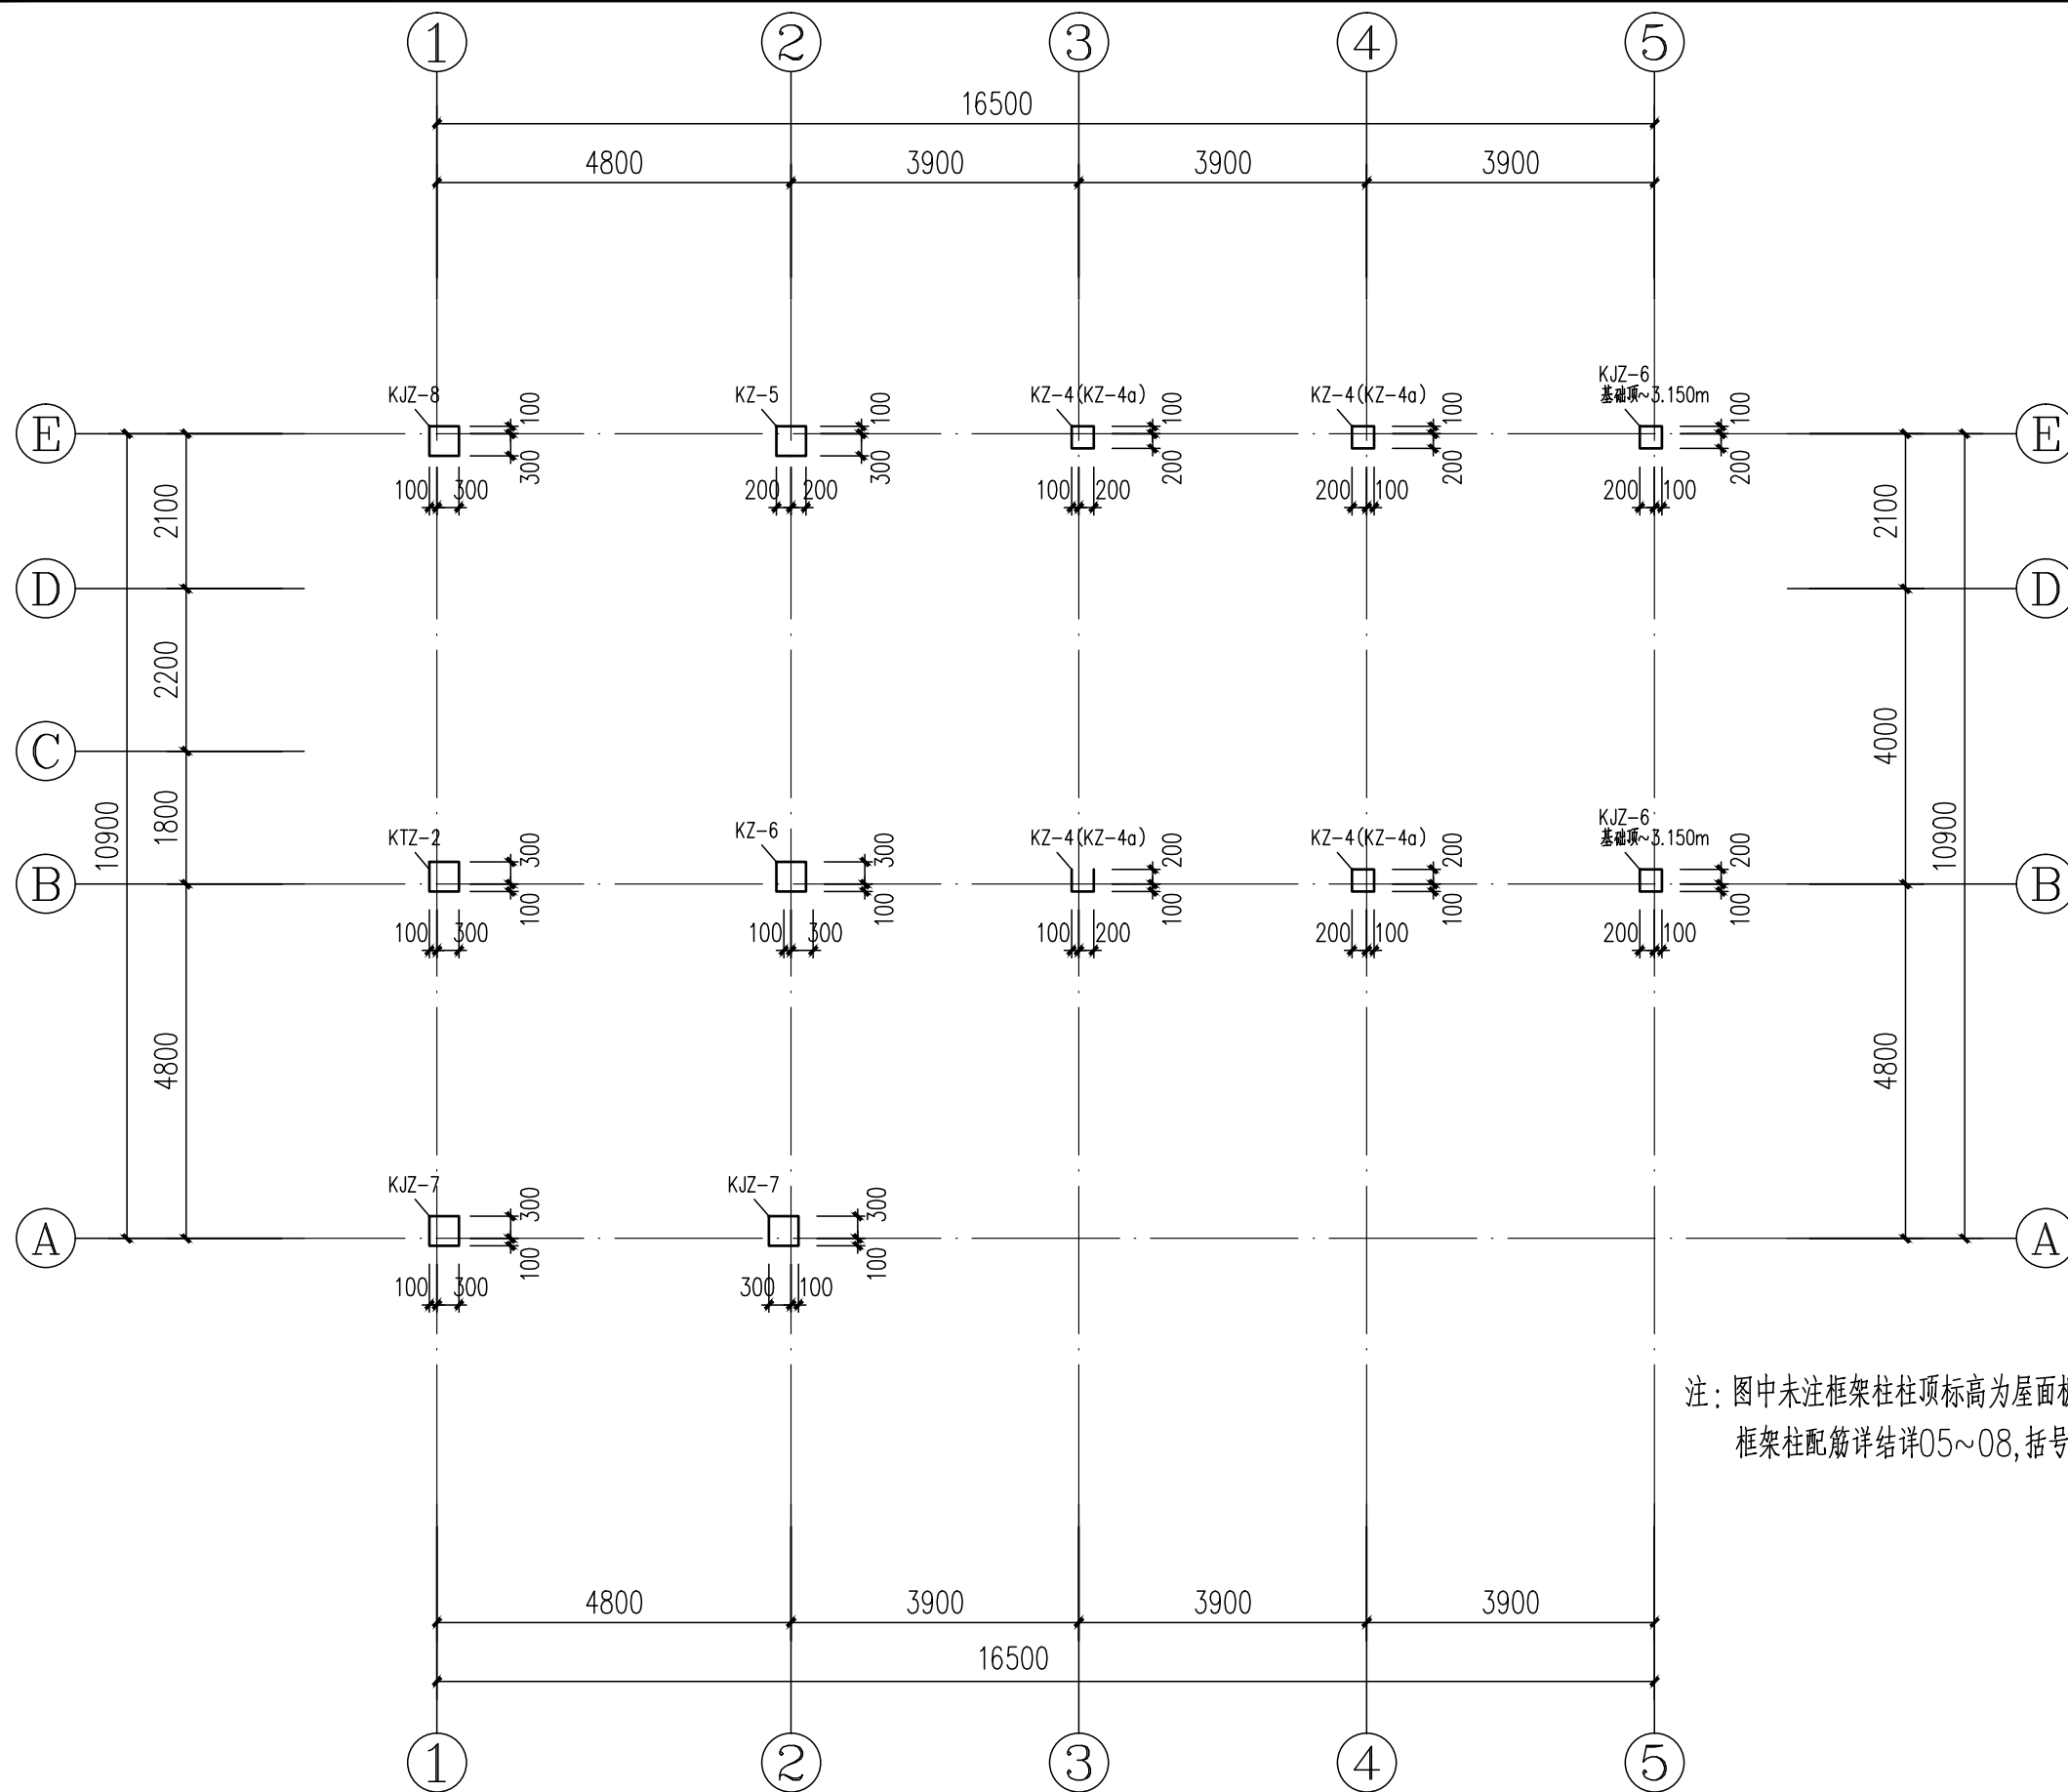 1 2 3 4 5
16500
4800 3900 3900 3900
KJZ-8 100 300 100 300
KZ-5 100 300 200 200
KZ-4(KZ-4a) 100 200 100 200
KZ-4(KZ-4a) 100 200 200 100
KJZ-6
基础顶~3.150m 100 200 200 100
E E
2100 2100
D D
2200
4000
C
1800
10900 10900
KTZ-2 300 100 100 300
KZ-6 300 100 100 300
KZ-4(KZ-4a) 200 100 100 200
KZ-4(KZ-4a) 200 100 200 100
KJZ-6
基础顶~3.150m 200 100 200 100
B B
4800 4800
KJZ-7 300 100 100 300
KJZ-7 300 100 300 100
A A
注:图中未注框架柱柱顶标高为屋面板
框架柱配筋详结详05~08,括号
4800 3900 3900 3900
16500
1 2 3 4 5